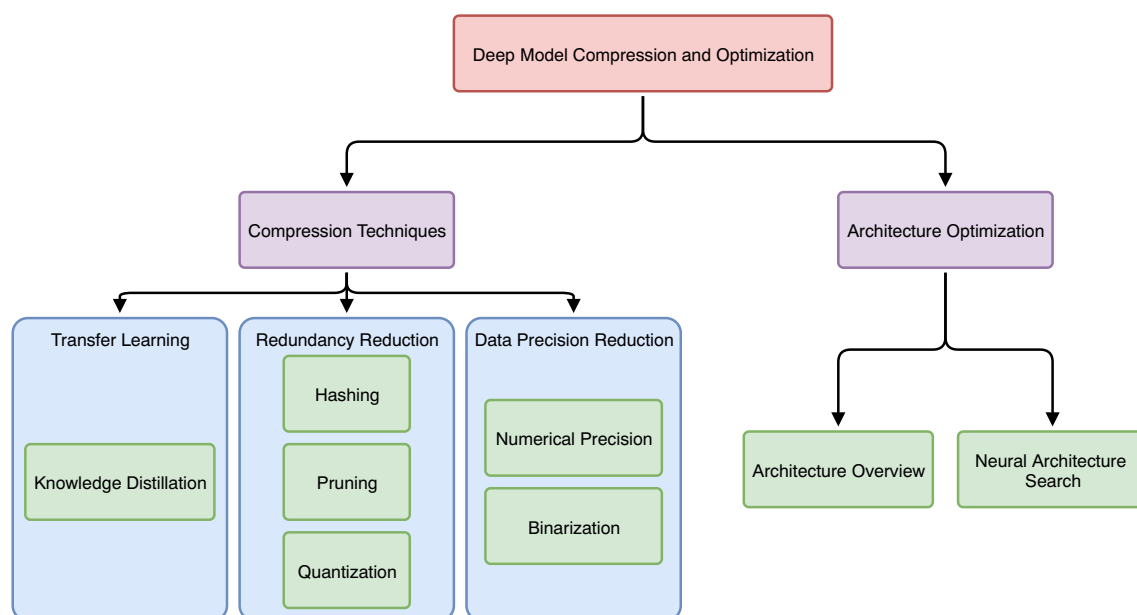 Deep Model Compression and Optimization
Compression Techniques
Architecture Optimization
Transfer Learning
Redundancy Reduction
Data Precision Reduction
Hashing
Numerical Precision
Knowledge Distillation
Pruning
Binarization
Quantization
Architecture Overview
Neural Architecture
Search